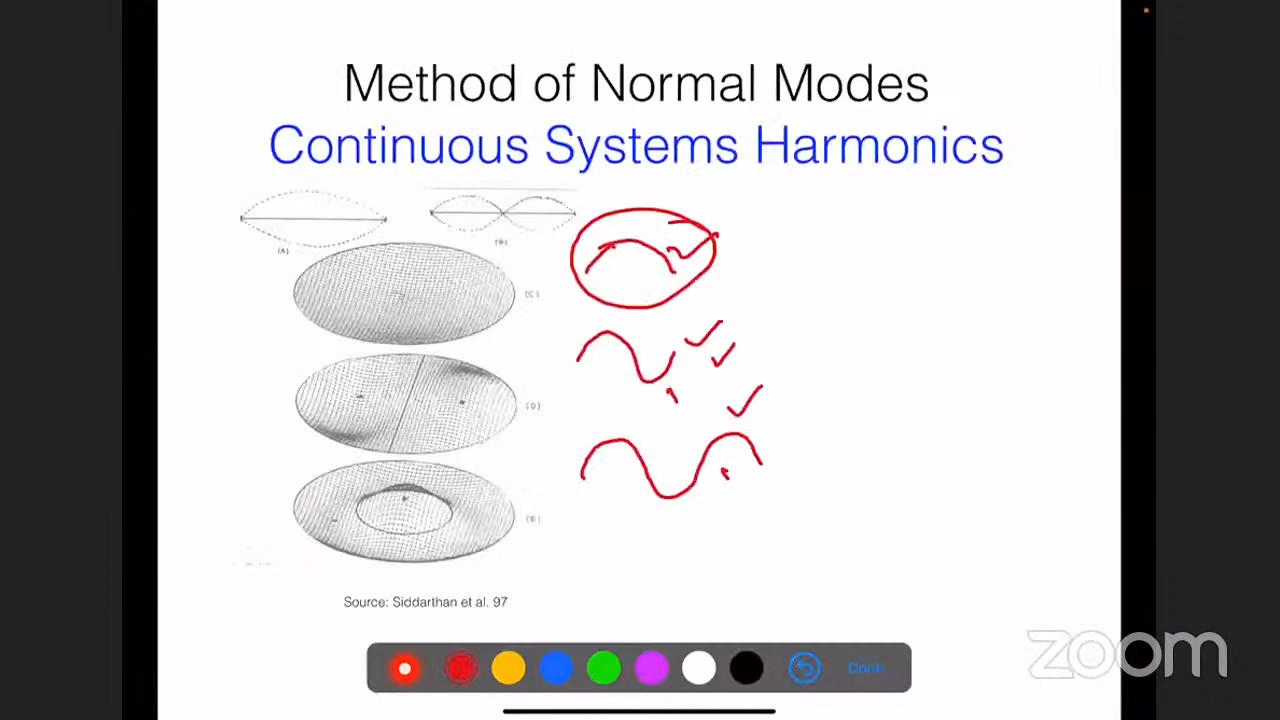 Method of Normal Modes
Continuous Systems Harmonics
(A)
(B)
(C)
(D)
Source: Siddarthan et al. 97
zoom